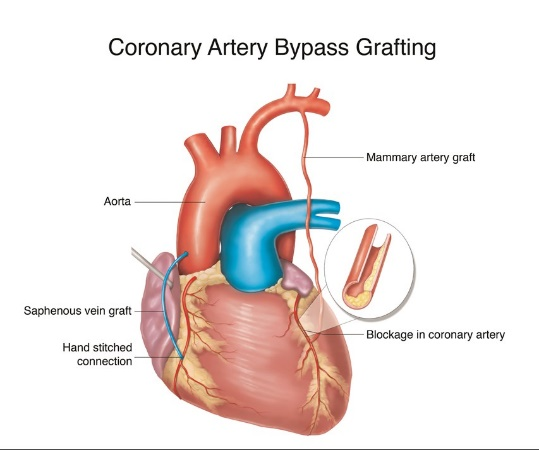 Coronary Artery Bypass Grafting
Mammary artery graft
Aorta
Saphenous vein graft
Blockage in coronary artery
Hand stitched
connection